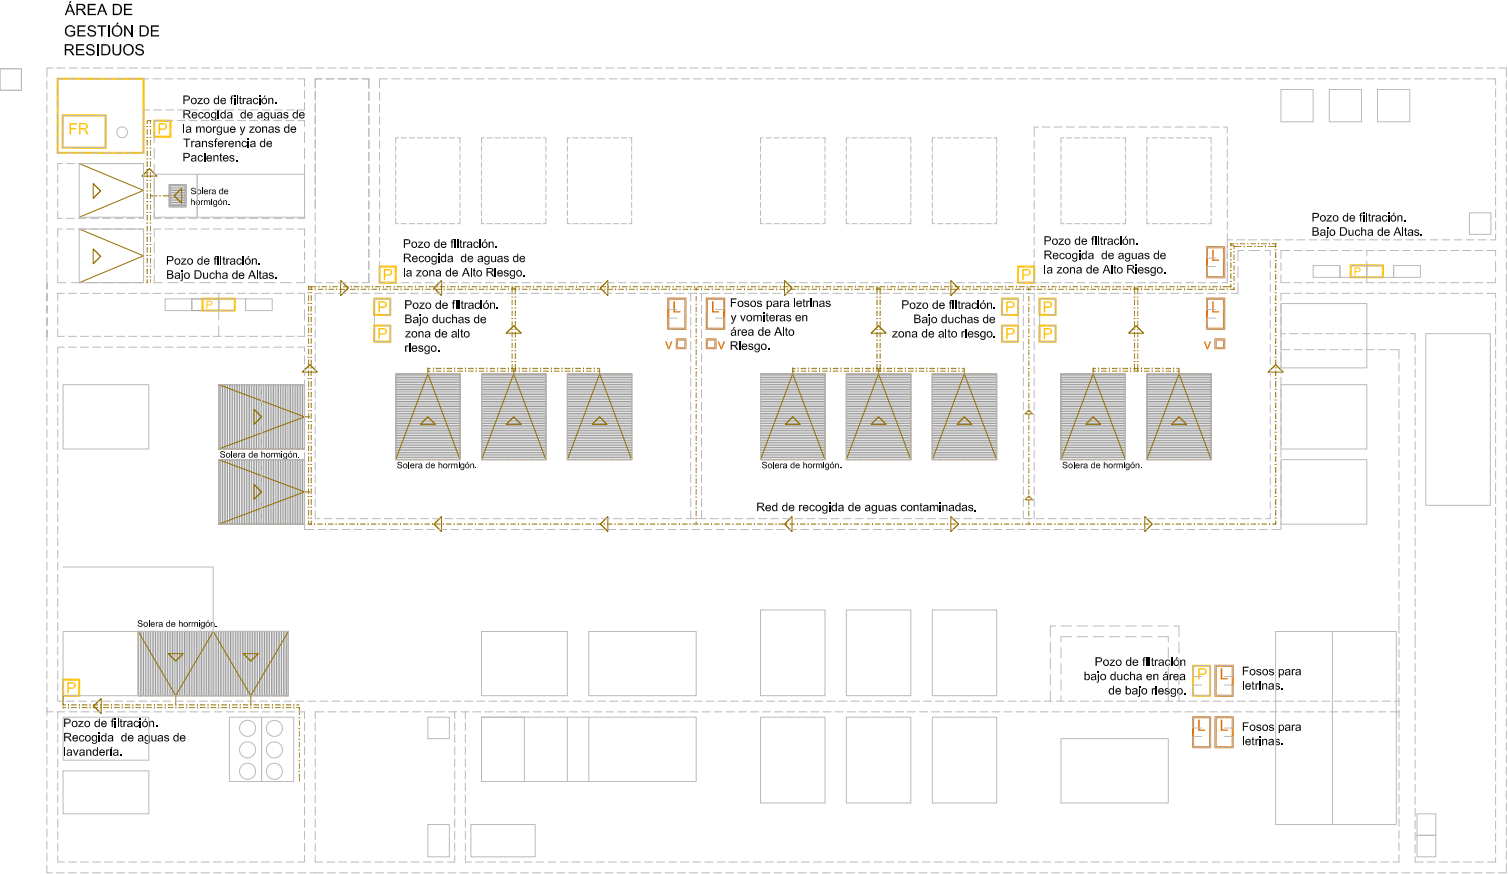 ÁREA DE
GESTIÓN DE
RESIDUOS
FR
P
Pozo de filtración.
Recogida de aguas de
la morgue y zonas de
Transferencia de
Pacientes.
Solera de
hormigón.
Pozo de filtración.
Bajo Ducha de Altas.
P
Pozo de filtración.
Recogida de aguas de
la zona de Alto Riesgo.
P
P
P
Pozo de filtración.
Bajo duchas de
zona de alto
riesgo.
L
V
L
V
Fosos para letrinas
y vomiteras en
área de Alto
Riesgo.
Pozo de filtración.
Bajo duchas de
zona de alto riesgo.
P
P
P
P
Pozo de filtración.
Recogida de aguas de
la zona de Alto Riesgo.
P
L
L
V
Pozo de filtración.
Bajo Ducha de Altas.
P
Solera de hormigón.
Solera de hormigón.
Solera de hormigón.
Solera de hormigón.
Red de recogida de aguas contaminadas.
Solera de hormigón.
P
Pozo de filtración.
Recogida de aguas de
lavandería.
Pozo de filtración
bajo ducha en área
de bajo riesgo.
P
L
Fosos para
letrinas.
L
L
Fosos para
letrinas.